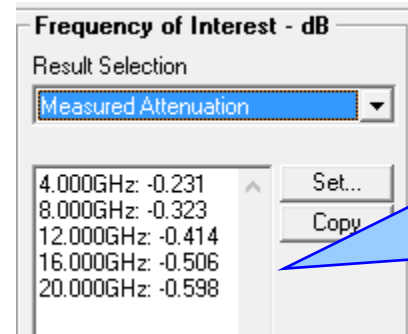 Frequency of Interest - dB
Result Selection
Measured Attenuation
4.000GHz: -0.231
8.000GHz: -0.323
12.000GHz: -0.414
16.000GHz: -0.506
20.000GHz: -0.598
Set...
Copy